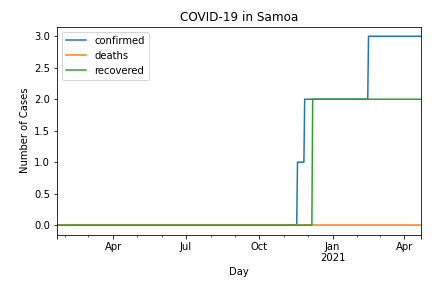 COVID-19 in Samoa
confirmed
deaths
recovered
3.0
2.5
2.0
1.5
1.0
0.5
0.0
Number of Cases
Apr Jul Oct Jan Apr
2021
Day